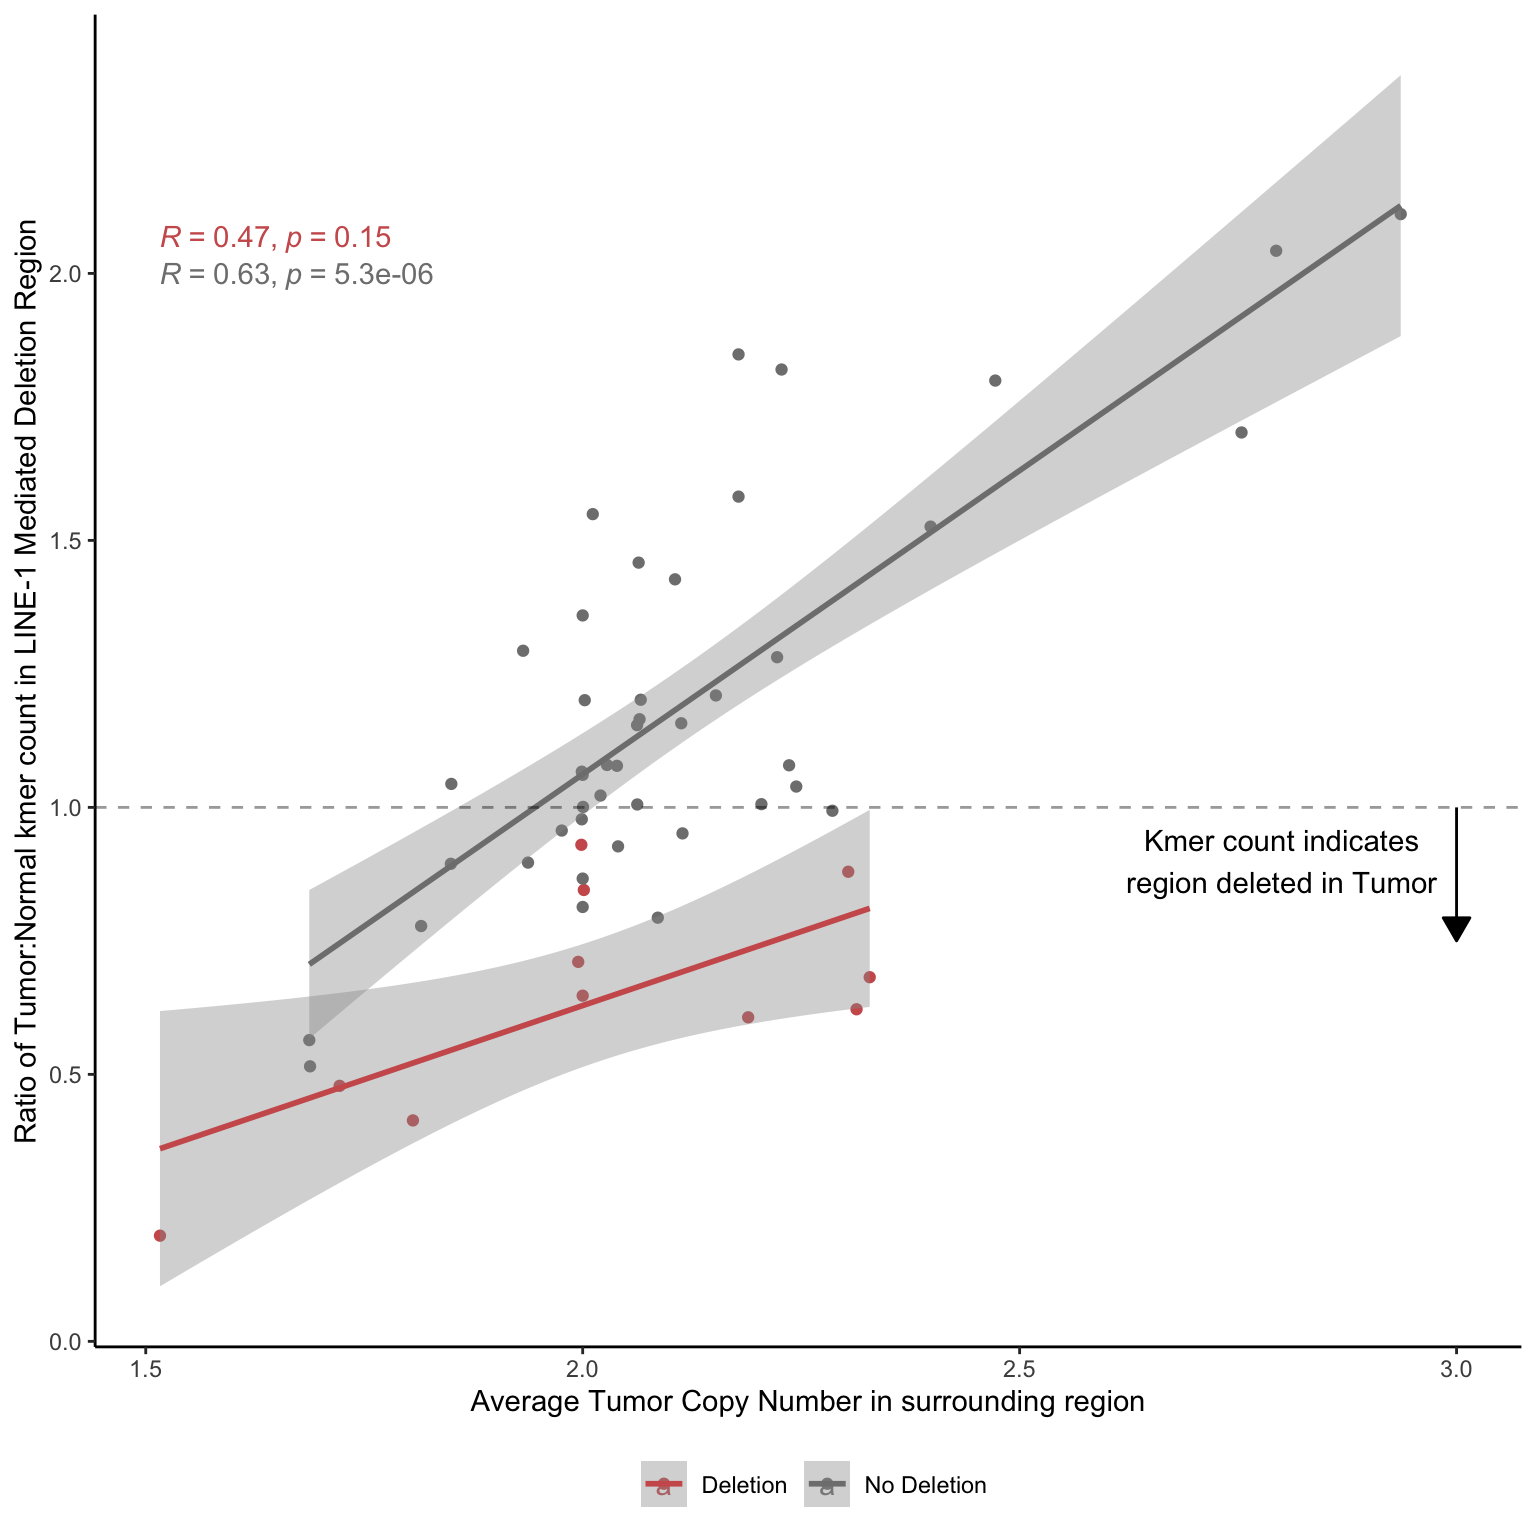 Ratio of Tumor:Normal kmer count in LINE-1 Mediated Deletion Region
R = 0.47, p = 0.15
R = 0.63, p = 5.3e-06
2.0
1.5
1.0
0.5
0.0
Kmer count indicates
region deleted in Tumor
1.5 2.0 2.5 3.0
Average Tumor Copy Number in surrounding region
a Deletion a No Deletion